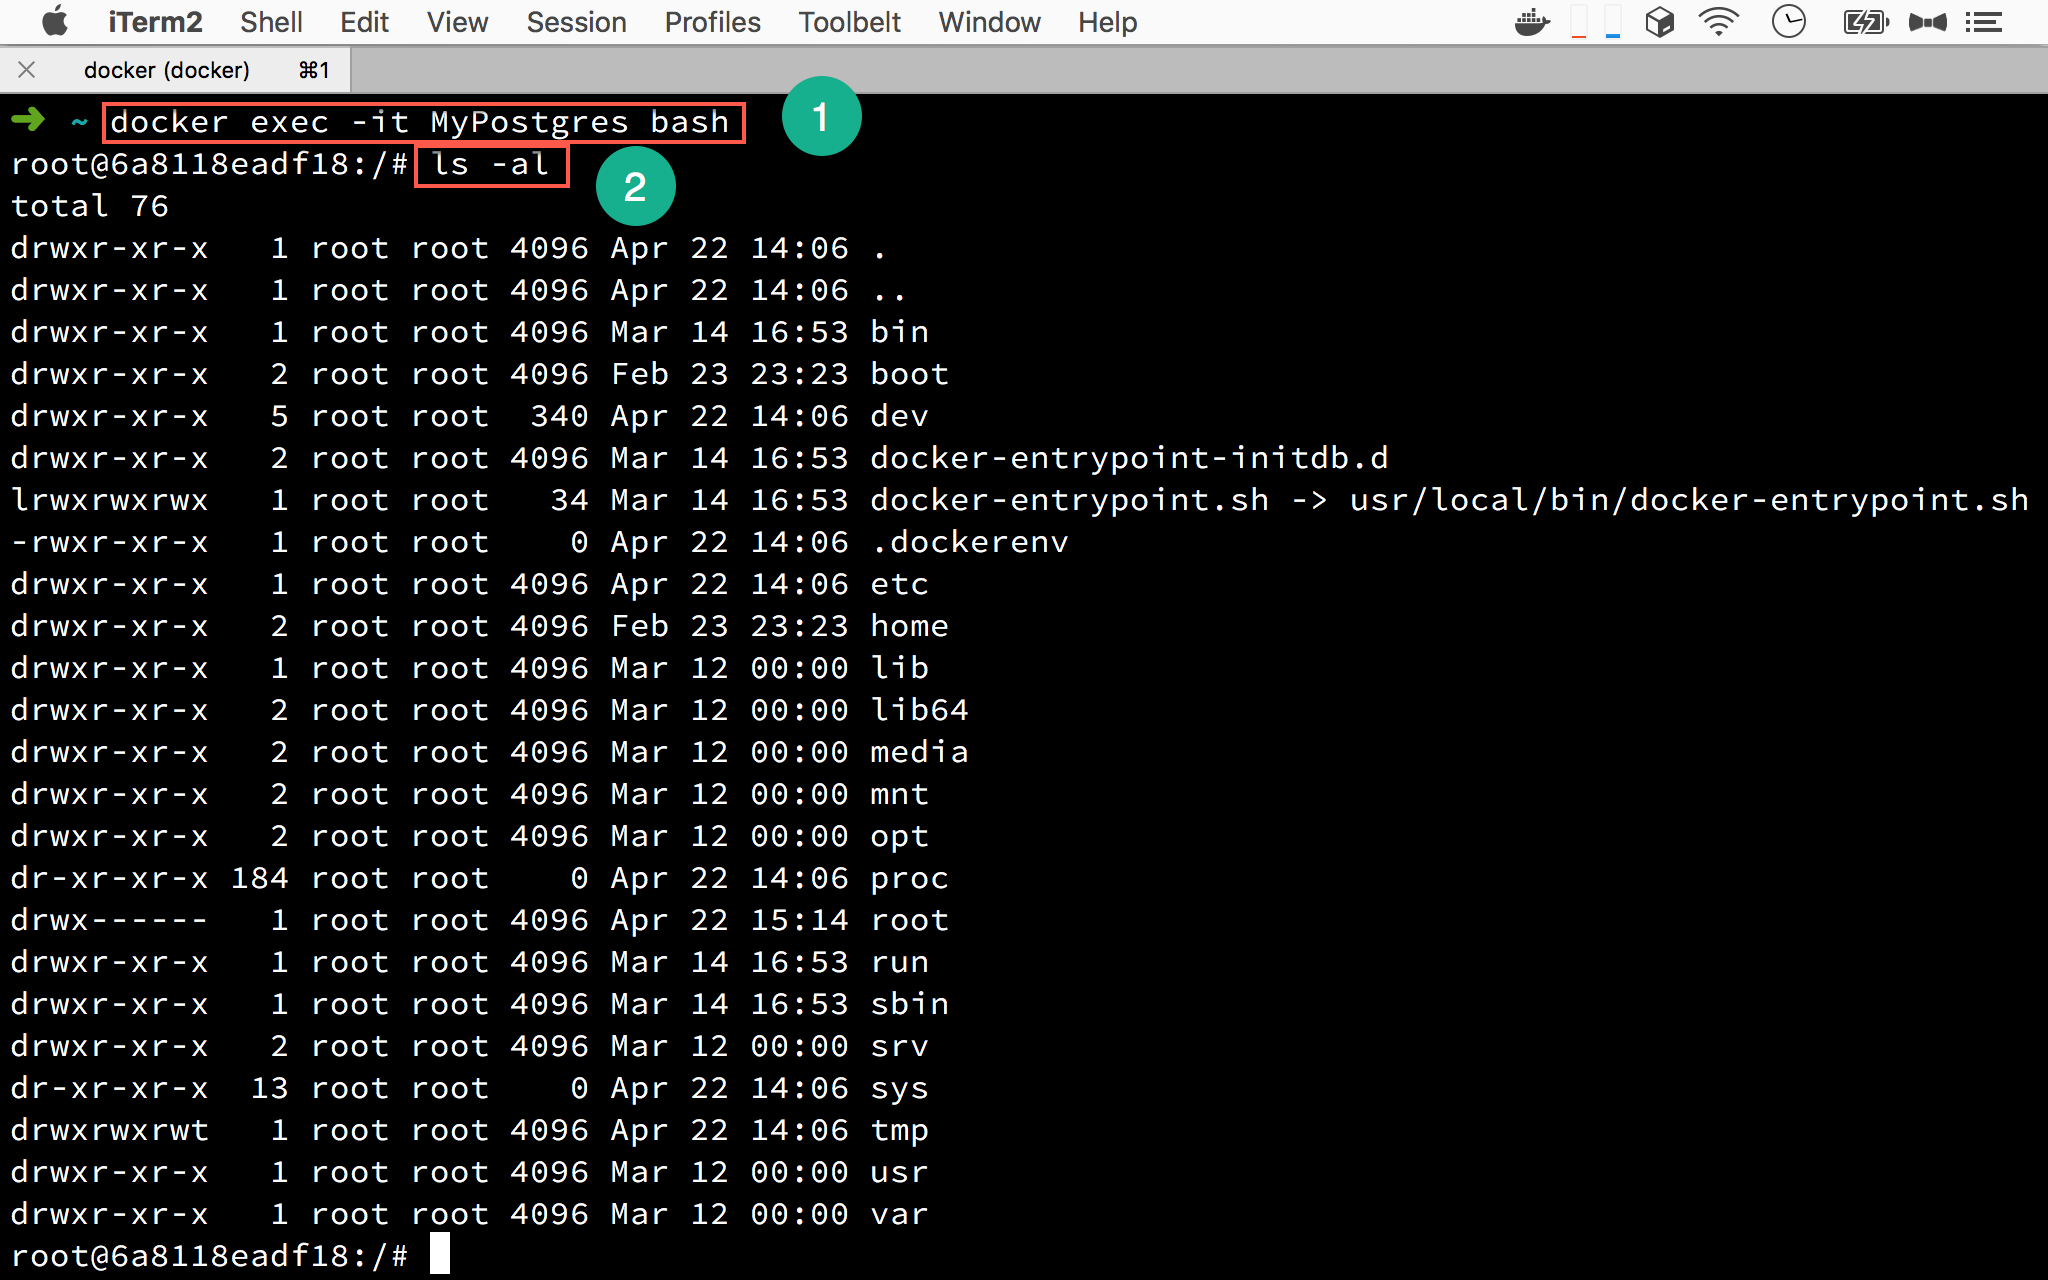 iTerm2 Shell Edit View Session Profiles Toolbelt Window Help
docker (docker) ⌘1
➜ ~ docker exec -it MyPostgres bash 1
root@6a8118eadf18:/# ls -al 2
total 76
drwxr-xr-x   1 root root 4096 Apr 22 14:06 .
drwxr-xr-x   1 root root 4096 Apr 22 14:06 ..
drwxr-xr-x   1 root root 4096 Mar 14 16:53 bin
drwxr-xr-x   2 root root 4096 Feb 23 23:23 boot
drwxr-xr-x   5 root root  340 Apr 22 14:06 dev
drwxr-xr-x   2 root root 4096 Mar 14 16:53 docker-entrypoint-initdb.d
lrwxrwxrwx   1 root root   34 Mar 14 16:53 docker-entrypoint.sh -> usr/local/bin/docker-entrypoint.sh
-rwxr-xr-x   1 root root    0 Apr 22 14:06 .dockerenv
drwxr-xr-x   1 root root 4096 Apr 22 14:06 etc
drwxr-xr-x   2 root root 4096 Feb 23 23:23 home
drwxr-xr-x   1 root root 4096 Mar 12 00:00 lib
drwxr-xr-x   2 root root 4096 Mar 12 00:00 lib64
drwxr-xr-x   2 root root 4096 Mar 12 00:00 media
drwxr-xr-x   2 root root 4096 Mar 12 00:00 mnt
drwxr-xr-x   2 root root 4096 Mar 12 00:00 opt
dr-xr-xr-x 184 root root    0 Apr 22 14:06 proc
drwx------   1 root root 4096 Apr 22 15:14 root
drwxr-xr-x   1 root root 4096 Mar 14 16:53 run
drwxr-xr-x   1 root root 4096 Mar 14 16:53 sbin
drwxr-xr-x   2 root root 4096 Mar 12 00:00 srv
dr-xr-xr-x  13 root root    0 Apr 22 14:06 sys
drwxrwxrwt   1 root root 4096 Apr 22 14:06 tmp
drwxr-xr-x   1 root root 4096 Mar 12 00:00 usr
drwxr-xr-x   1 root root 4096 Mar 12 00:00 var
root@6a8118eadf18:/#